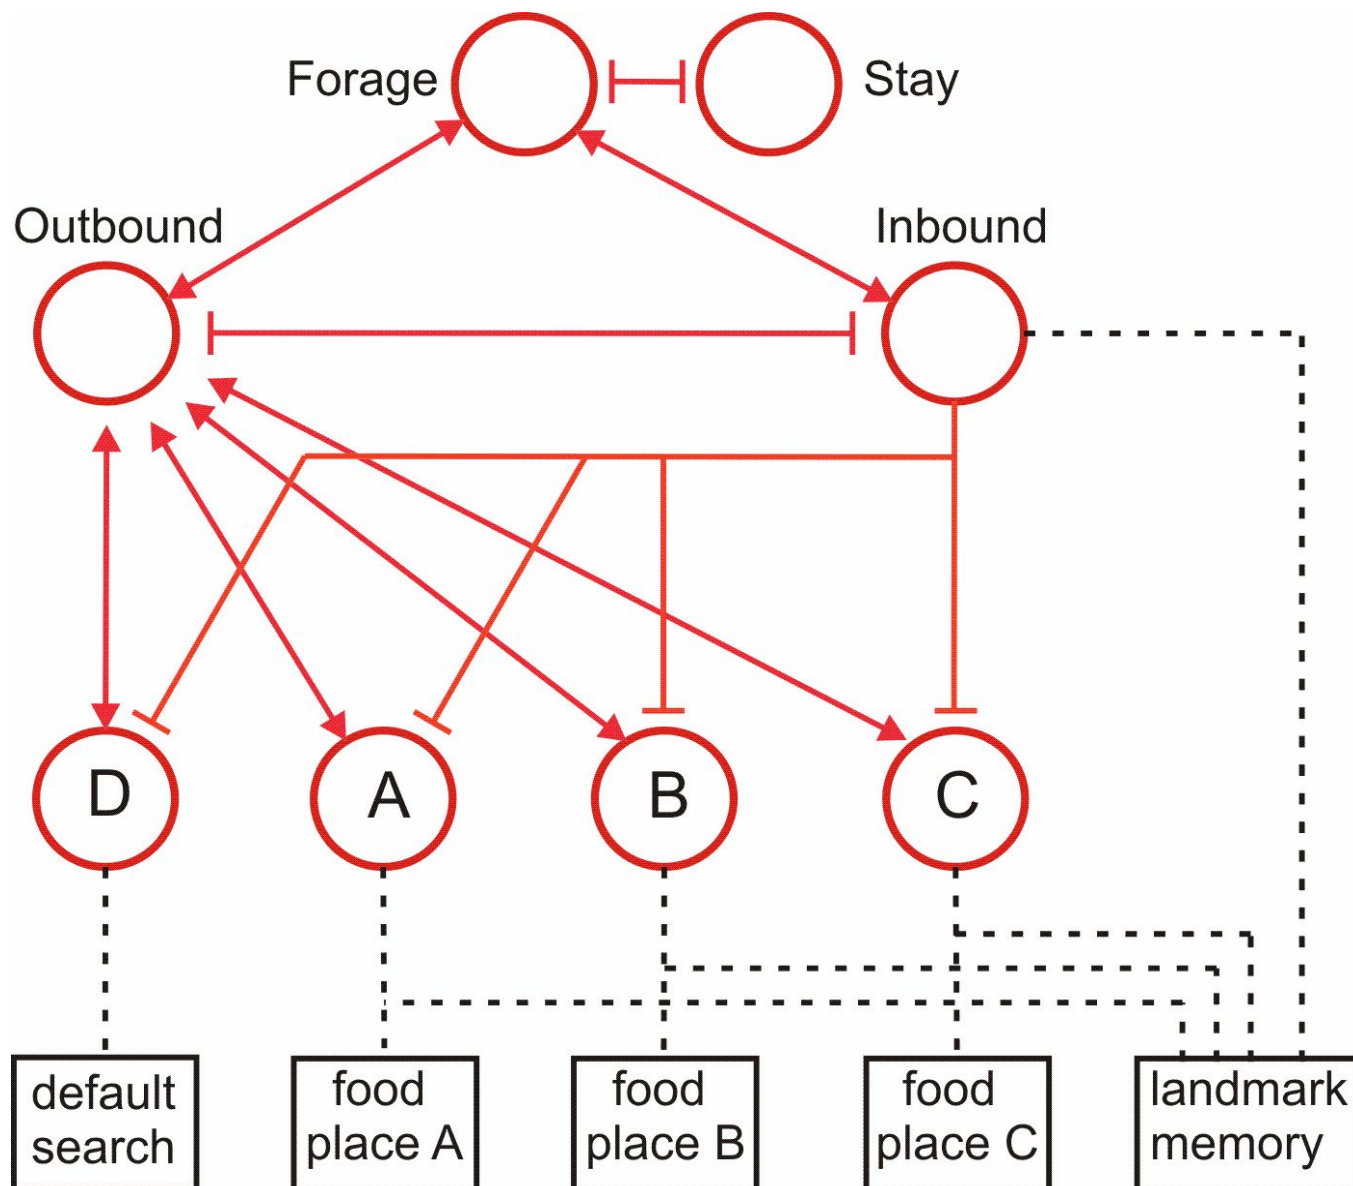 Forage
Stay
Outbound
Inbound
D
A
B
C
default
search
food
place A
food
place B
food
place C
landmark
memory